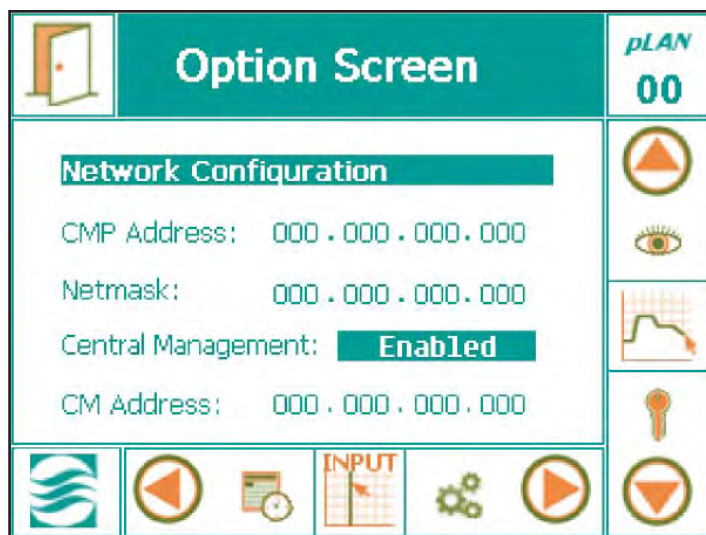 Option Screen
pLAN
00
Network Configuration
CMP Address: 000.000.000.000
Netmask: 000.000.000.000
Central Management: Enabled
CM Address: 000.000.000.000
INPUT